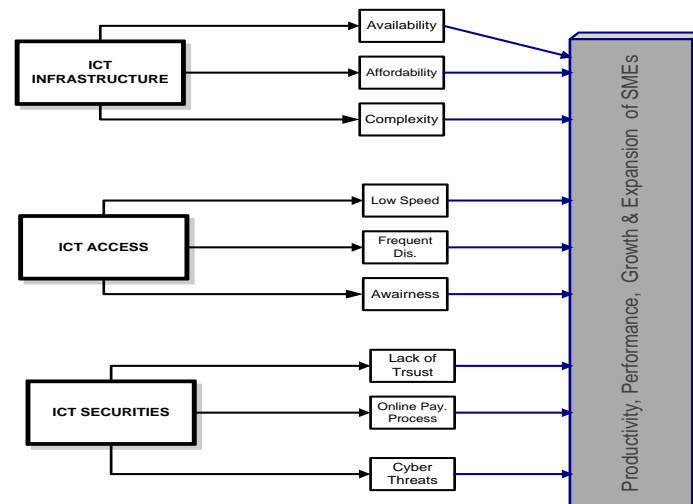 Availability
ICT
INFRASTRUCTURE
Affordability
Complexity
Low Speed
ICT ACCESS
Frequent
Dis.
Awairness
Lack of
Trsust
ICT SECURITIES
Online Pay.
Process
Cyber
Threats
Productivity, Performance, Growth & Expansion of SMEs